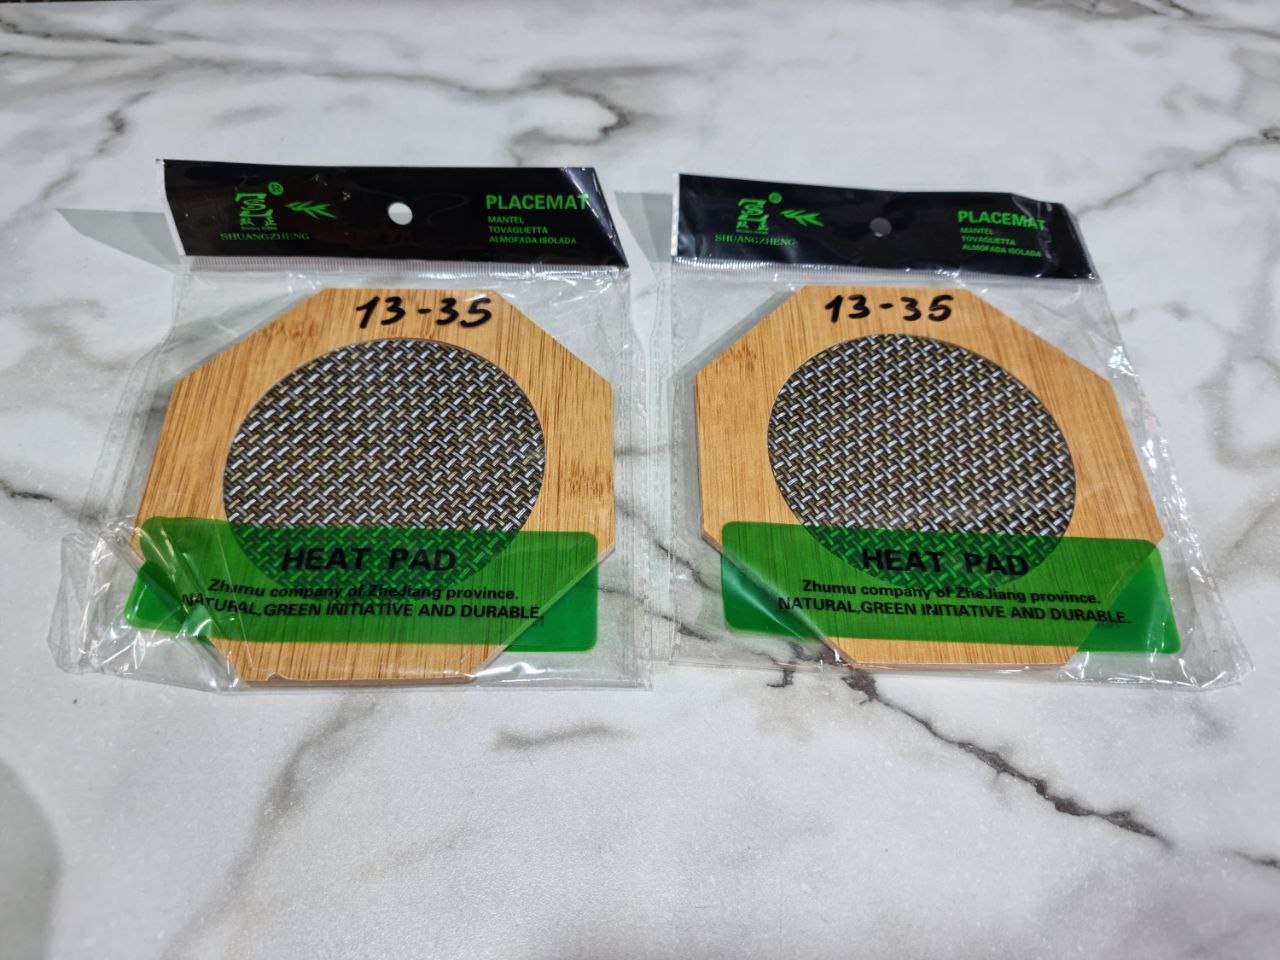 ®
SHUANGZHENG
PLACEMAT
MANTEL
TOVAGLIETTA
ALMOFADA ISOLADA
13-35
HEAT PAD
Zhumu company of ZheJiang province.
NATURAL,GREEN INITIATIVE AND DURABLE.
SHUANGZHENG
PLACEMAT
MANTEL
TOVAGLIETTA
ALMOFADA ISOLADA
13-35
HEAT PAD
Zhumu company of ZheJiang province.
NATURAL,GREEN INITIATIVE AND DURABLE.